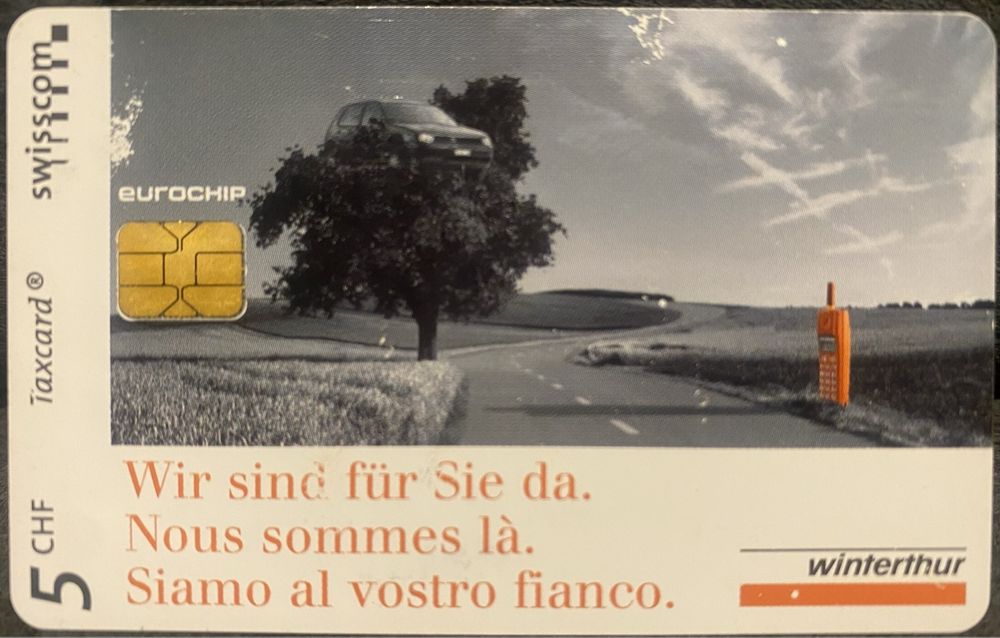 swisscom
Taxcard®
5 CHF
eurochip
Wir sind für Sie da.
Nous sommes là.
Siamo al vostro fianco.
winterthur